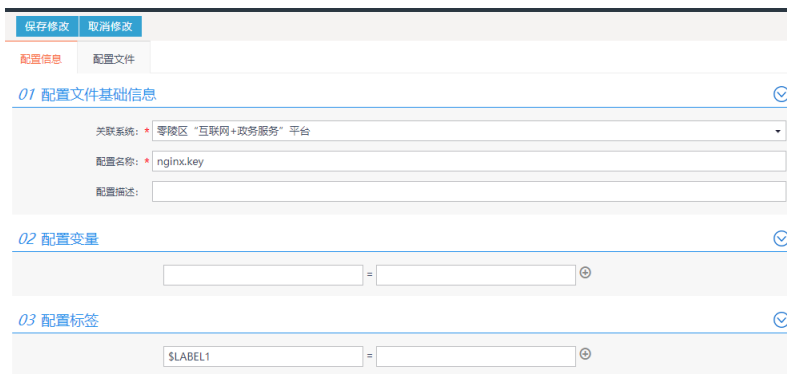 保存修改 取消修改
配置信息 配置文件
01 配置文件基础信息
关联系统: * 零陵区“互联网+政务服务”平台
配置名称: * nginx.key
配置描述:
02 配置变量
=
03 配置标签
$LABEL1 =